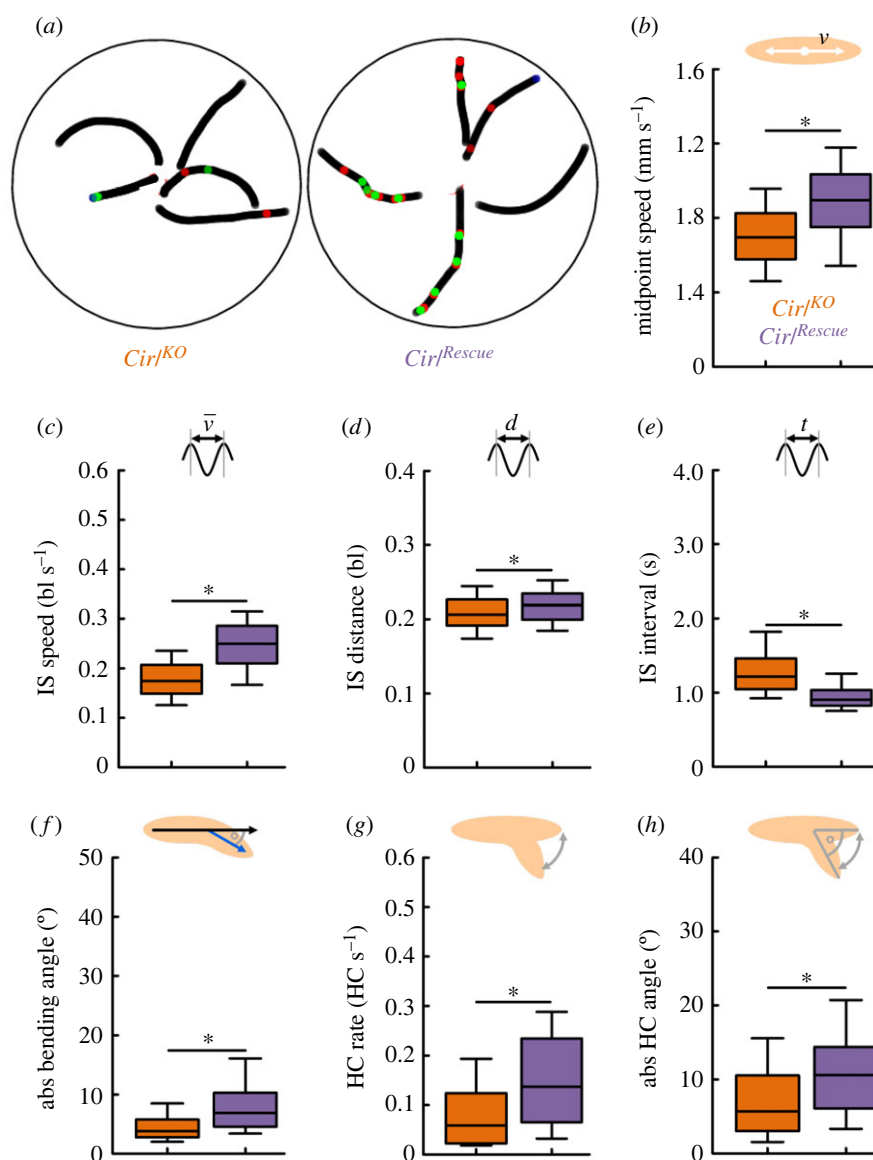 (a)
Cirl^KO
Cirl^Rescue
(b)
v
midpoint speed (mm s⁻¹)
1.6
1.2
1.8
1.4
0
*
Cirl^KO
Cirl^Rescue
(c)
v̅
IS speed (bl s⁻¹)
0.6
0.5
0.4
0.3
0.2
0.1
0
*
(d)
d
IS distance (bl)
0.4
0.3
0.2
0.1
0
*
(e)
t
IS interval (s)
4.0
3.0
2.0
1.0
0
*
(f)
abs bending angle (°)
50
40
30
20
10
0
*
(g)
HC rate (HC s⁻¹)
0.6
0.5
0.4
0.3
0.2
0.1
0
*
(h)
abs HC angle (°)
40
30
20
10
0
*